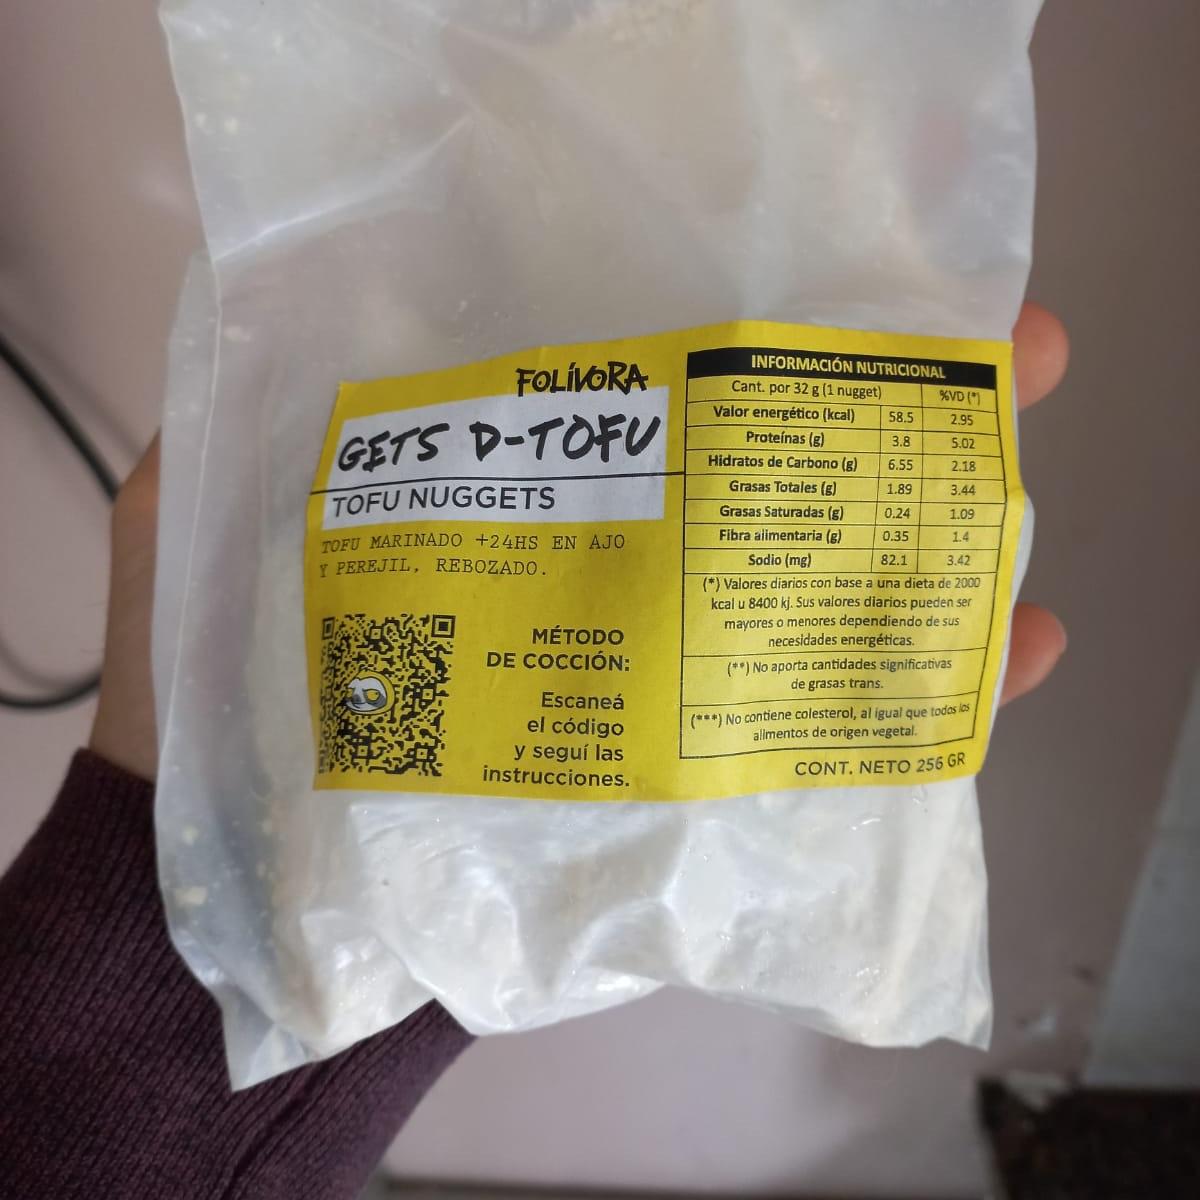 FOLÍVORA
GETS D-TOFU
TOFU NUGGETS
TOFU MARINADO +24HS EN AJO
Y PEREJIL, REBOZADO.
MÉTODO
DE COCCIÓN:
Escaneá
el código
y seguí las
instrucciones.
INFORMACIÓN NUTRICIONAL
Cant. por 32 g (1 nugget) %VD (*)
Valor energético (kcal) 58.5 2.95
Proteínas (g) 3.8 5.02
Hidratos de Carbono (g) 6.55 2.18
Grasas Totales (g) 1.89 3.44
Grasas Saturadas (g) 0.24 1.09
Fibra alimentaria (g) 0.35 1.4
Sodio (mg) 82.1 3.42
(*) Valores diarios con base a una dieta de 2000
kcal u 8400 kj. Sus valores diarios pueden ser
mayores o menores dependiendo de sus
necesidades energéticas.
(**) No aporta cantidades significativas
de grasas trans.
(***) No contiene colesterol, al igual que todos los
alimentos de origen vegetal.
CONT. NETO 256 GR